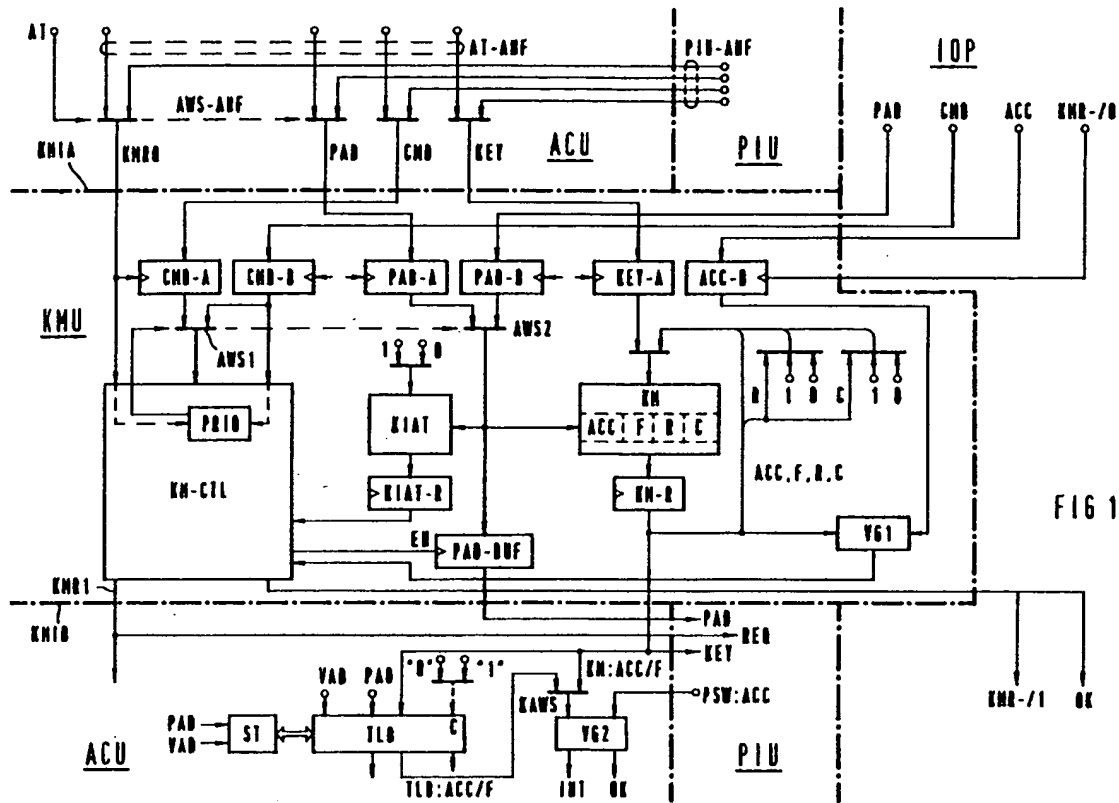 AT
AT-ANF
PIU-ANF
IOP
AWS-ANF
PAD CMD ACC KMR-/0
KMIA
KMR0
PAD
CMD
KEY
ACU
PIU
CMD-A
CMD-B
PAD-A
PAD-B
KEY-A
ACC-B
KMU
AWS1
AWS2
1 0
PRIO
KM-CTL
KIAT
KM
ACC F R C
R 1 0 C 1 0
KIAT-R
KM-R
ACC,F,R,C
FIG 1
EN
PAD-BUF
VG1
KMR1
KMIB
PAD
REQ
KEY
KM:ACC/F
VAD PAD "0" "1"
KAWS
PSW:ACC
KMR-/1 OK
PAD
VAD
ST
TLB
C
VG2
ACU
TLB:ACC/F
INT OK
PIU